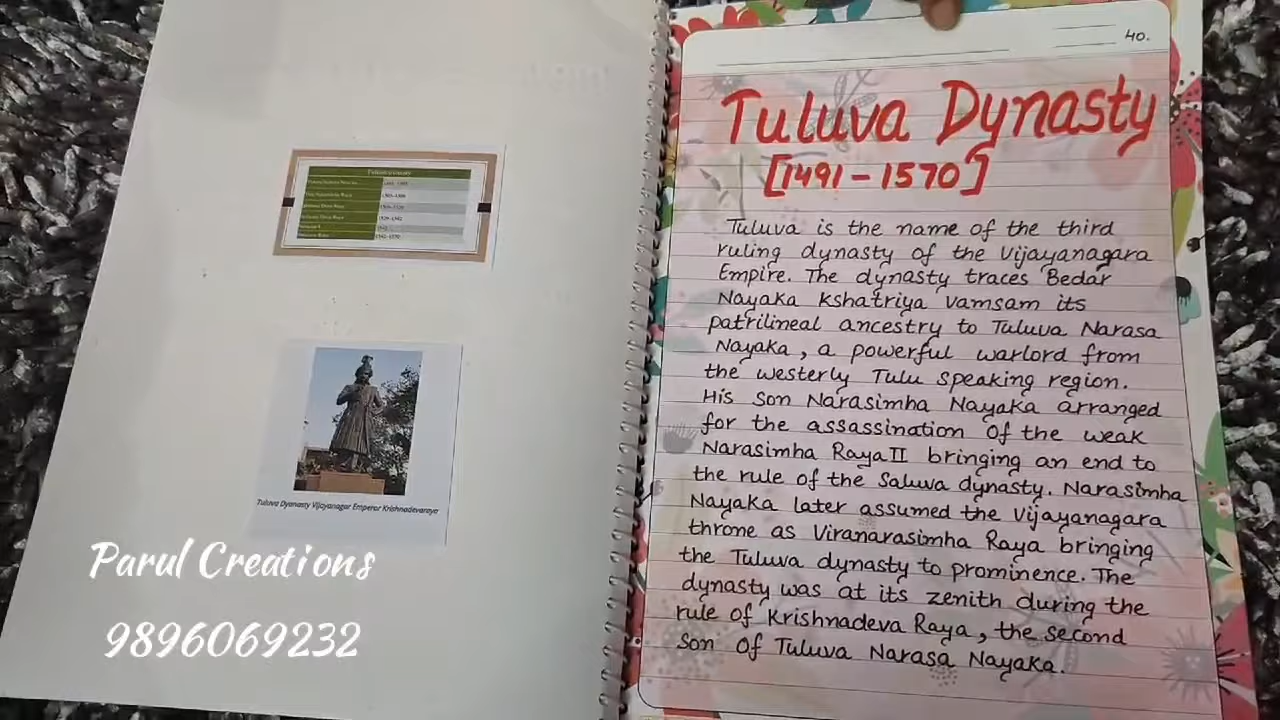 Tuluva Dyanasty Vijayanagar Emperor Krishnadevaraya
Parul Creations
9896069232
40.
Tuluva Dynasty
[1491-1570]
Tuluva is the name of the third
ruling dynasty of the Vijayanagara
Empire. The dynasty traces Bedar
Nayaka Kshatriya vamsam its
patrilineal ancestry to Tuluva Narasa
Nayaka, a powerful warlord from
the westerly Tulu speaking region.
His son Narasimha Nayaka arranged
for the assassination of the weak
Narasimha Raya II bringing an end to
the rule of the Saluva dynasty. Narasimha
Nayaka later assumed the Vijayanagara
throne as Viranarasimha Raya bringing
the Tuluva dynasty to prominence. The
dynasty was at its zenith during the
rule of Krishnadeva Raya, the second
son of Tuluva Narasa Nayaka.